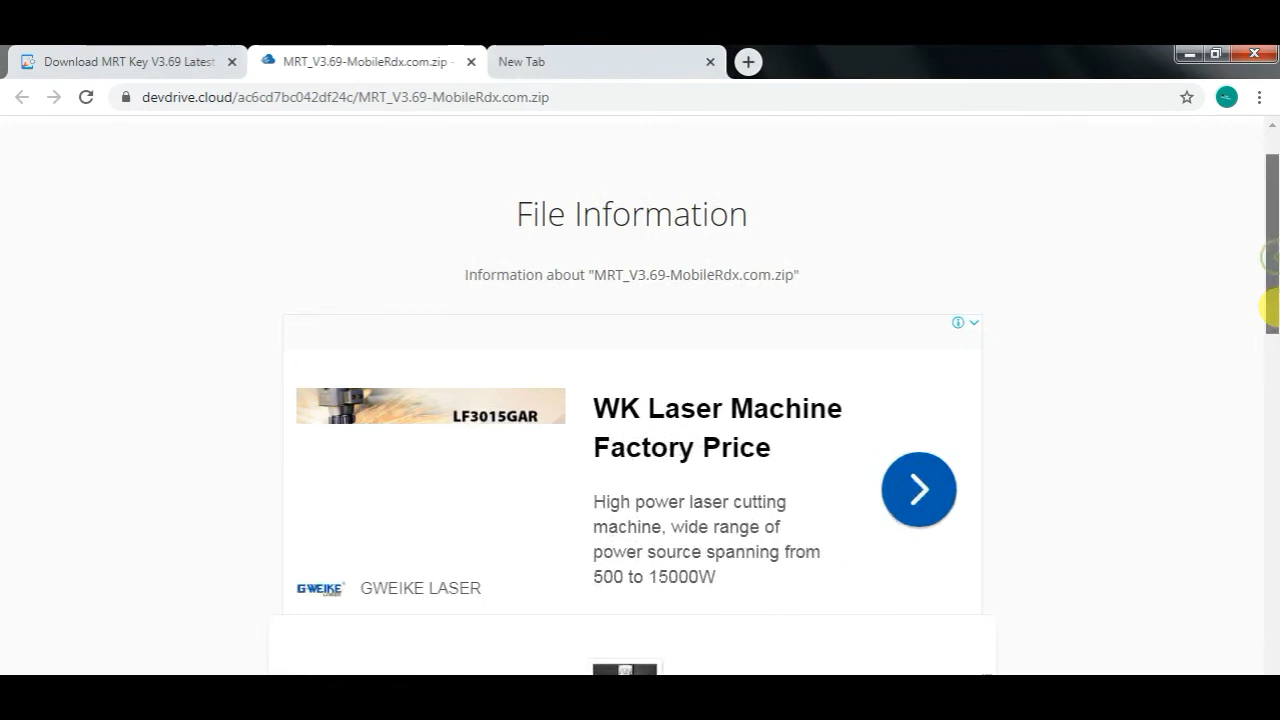 Download MRT Key V3.69 Latest
MRT_V3.69-MobileRdx.com.zip -
New Tab
devdrive.cloud/ac6cd7bc042df24c/MRT_V3.69-MobileRdx.com.zip
File Information
Information about "MRT_V3.69-MobileRdx.com.zip"
LF3015GAR
WK Laser Machine
Factory Price
High power laser cutting
machine, wide range of
power source spanning from
500 to 15000W
GWEIKE LASER
GWEIKE LASER